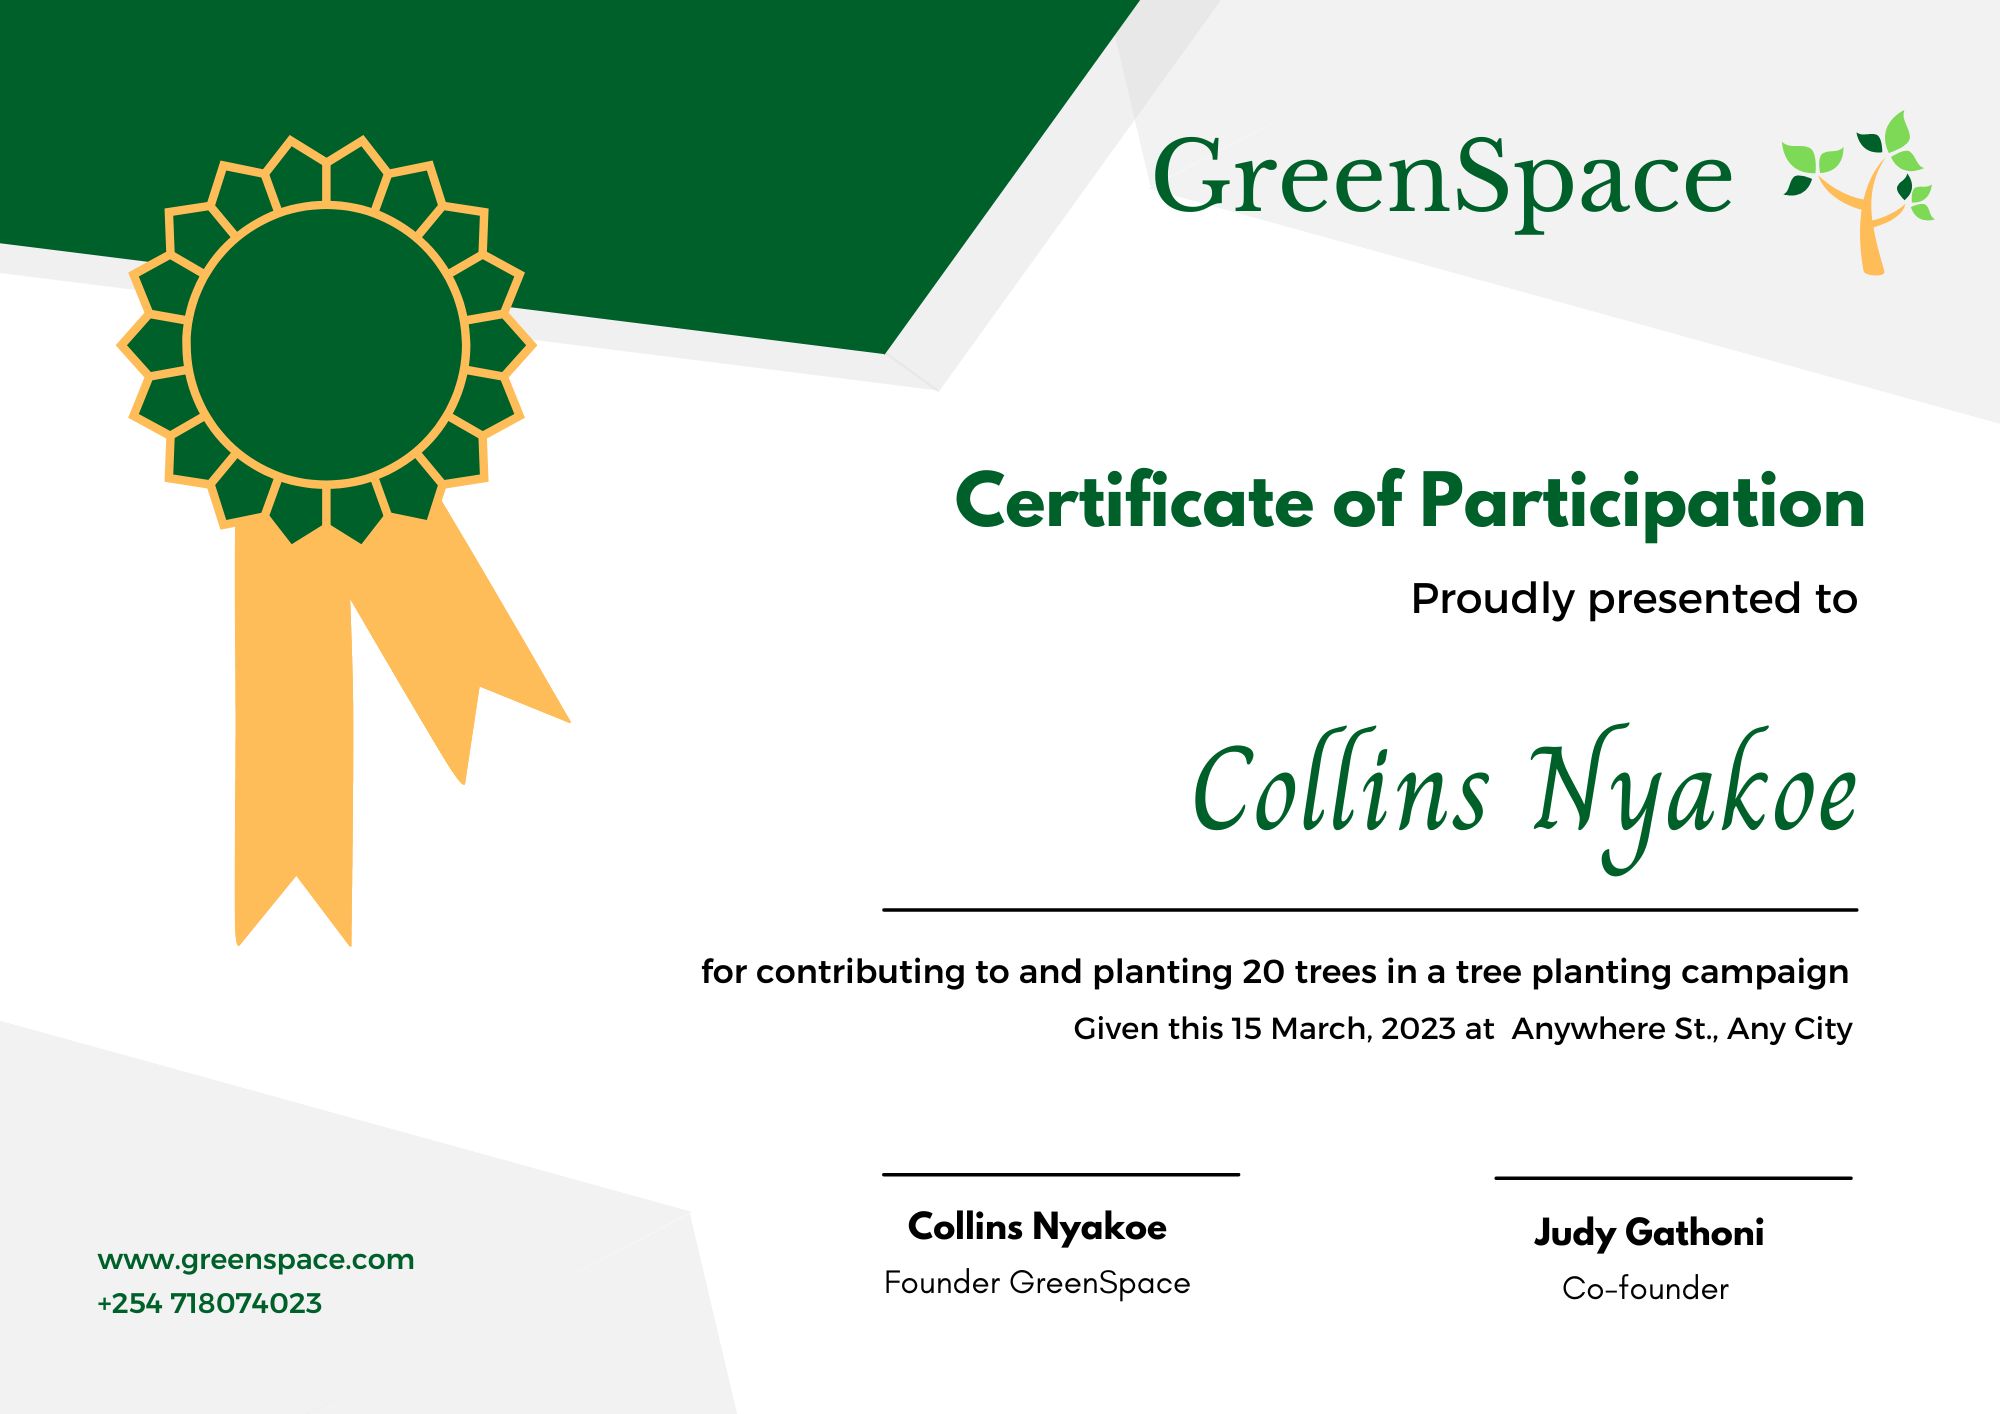 GreenSpace
Certificate of Participation
Proudly presented to
Collins Nyakoe
for contributing to and planting 20 trees in a tree planting campaign
Given this 15 March, 2023 at  Anywhere St., Any City
Collins Nyakoe
Founder GreenSpace
Judy Gathoni
Co-founder
www.greenspace.com
+254 718074023